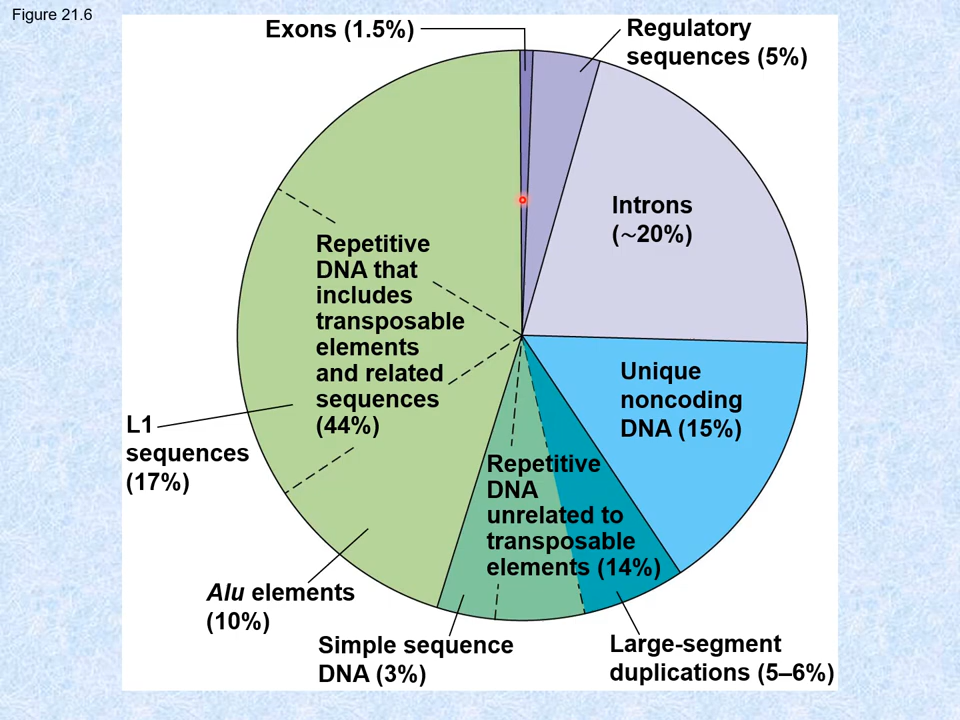 Figure 21.6
Exons (1.5%)
Regulatory
sequences (5%)
Introns
(~20%)
Unique
noncoding
DNA (15%)
Repetitive
DNA that
includes
transposable
elements
and related
sequences
(44%)
L1
sequences
(17%)
Repetitive
DNA
unrelated to
transposable
elements (14%)
Alu elements
(10%)
Simple sequence
DNA (3%)
Large-segment
duplications (5–6%)